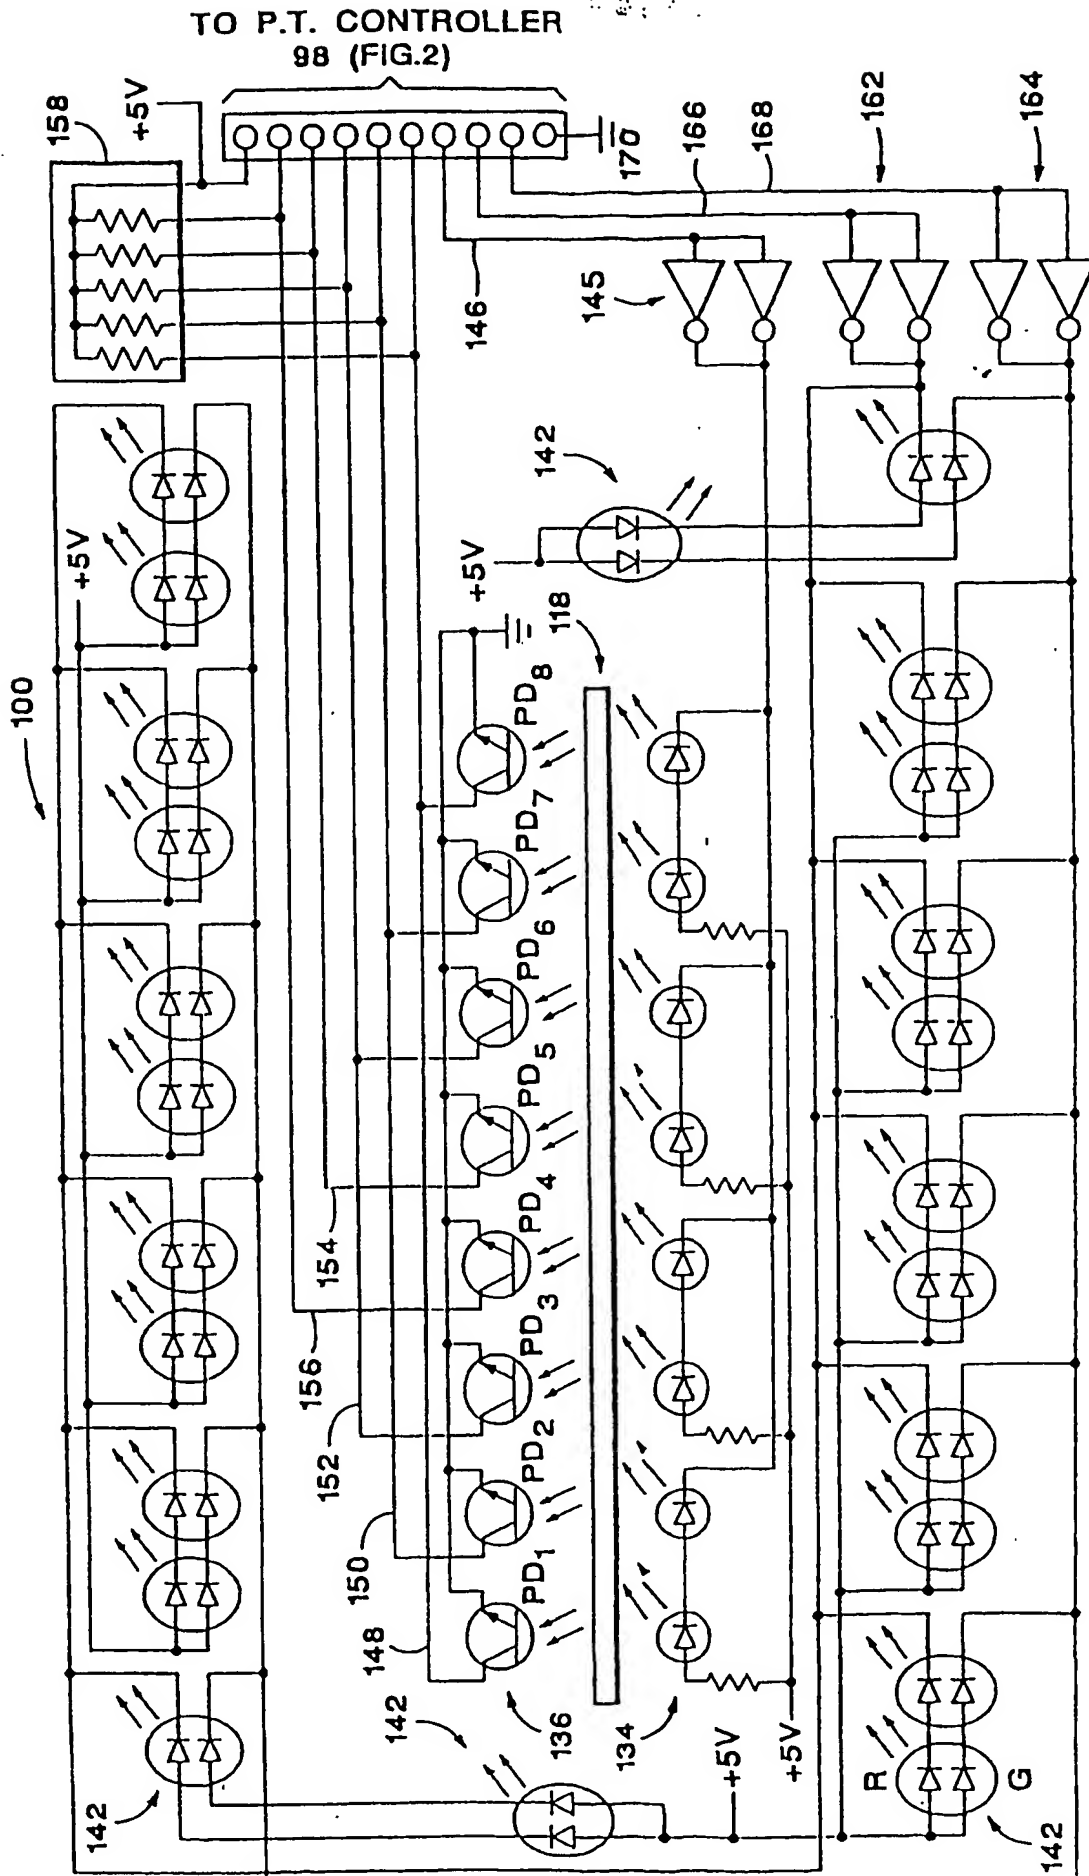 TO P.T. CONTROLLER
98 (FIG.2)
158
+5V
170
166
168
162
164
146
145
100
+5V
142
+5V
118
PD8
PD7
PD6
PD5
PD4
PD3
PD2
PD1
154
156
152
150
148
142
136
134
+5V
+5V
142
R
G
142